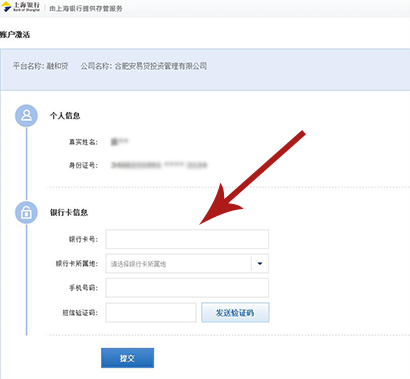 上海银行
Bank of Shanghai
由上海银行提供存管服务
账户激活
平台名称：融和贷 公司名称：合肥安易贷投资管理有限公司
个人信息
真实姓名：
身份证号：
银行卡信息
银行卡号：
银行卡所属地： 请选择银行卡所属地
手机号码：
短信验证码： 发送验证码
提交